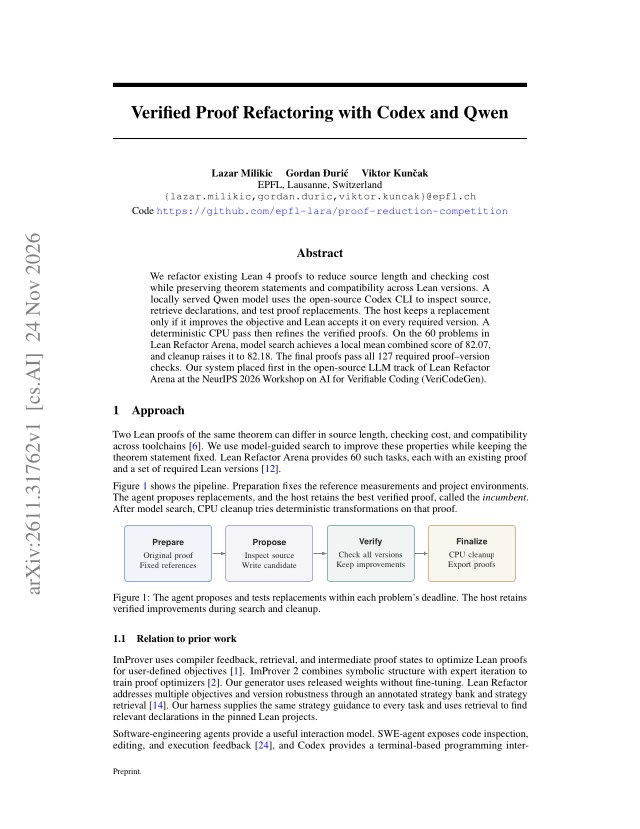 Verified Proof Refactoring with Codex and Qwen
Lazar Milikic Gordan Đurić Viktor Kunčak
EPFL, Lausanne, Switzerland
{lazar.milikic,gordan.duric,viktor.kuncak}@epfl.ch
Code https://github.com/epfl-lara/proof-reduction-competition
arXiv:2611.31762v1 [cs.AI] 24 Nov 2026
Abstract
We refactor existing Lean 4 proofs to reduce source length and checking cost
while preserving theorem statements and compatibility across Lean versions. A
locally served Qwen model uses the open-source Codex CLI to inspect source,
retrieve declarations, and test proof replacements. The host keeps a replacement
only if it improves the objective and Lean accepts it on every required version. A
deterministic CPU pass then refines the verified proofs. On the 60 problems in
Lean Refactor Arena, model search achieves a local mean combined score of 82.07,
and cleanup raises it to 82.18. The final proofs pass all 127 required proof–version
checks. Our system placed first in the open-source LLM track of Lean Refactor
Arena at the NeurIPS 2026 Workshop on AI for Verifiable Coding (VeriCodeGen).
1 Approach
Two Lean proofs of the same theorem can differ in source length, checking cost, and compatibility
across toolchains [6]. We use model-guided search to improve these properties while keeping the
theorem statement fixed. Lean Refactor Arena provides 60 such tasks, each with an existing proof
and a set of required Lean versions [12].
Figure 1 shows the pipeline. Preparation fixes the reference measurements and project environments.
The agent proposes replacements, and the host retains the best verified proof, called the incumbent.
After model search, CPU cleanup tries deterministic transformations on that proof.
Prepare
Original proof
Fixed references
Propose
Inspect source
Write candidate
Verify
Check all versions
Keep improvements
Finalize
CPU cleanup
Export proofs
Figure 1: The agent proposes and tests replacements within each problem's deadline. The host retains
verified improvements during search and cleanup.
1.1 Relation to prior work
ImProver uses compiler feedback, retrieval, and intermediate proof states to optimize Lean proofs
for user-defined objectives [1]. ImProver 2 combines symbolic structure with expert iteration to
train proof optimizers [2]. Our generator uses released weights without fine-tuning. Lean Refactor
addresses multiple objectives and version robustness through an annotated strategy bank and strategy
retrieval [14]. Our harness supplies the same strategy guidance to every task and uses retrieval to find
relevant declarations in the pinned Lean projects.
Software-engineering agents provide a useful interaction model. SWE-agent exposes code inspection,
editing, and execution feedback [24], and Codex provides a terminal-based programming inter-
Preprint.